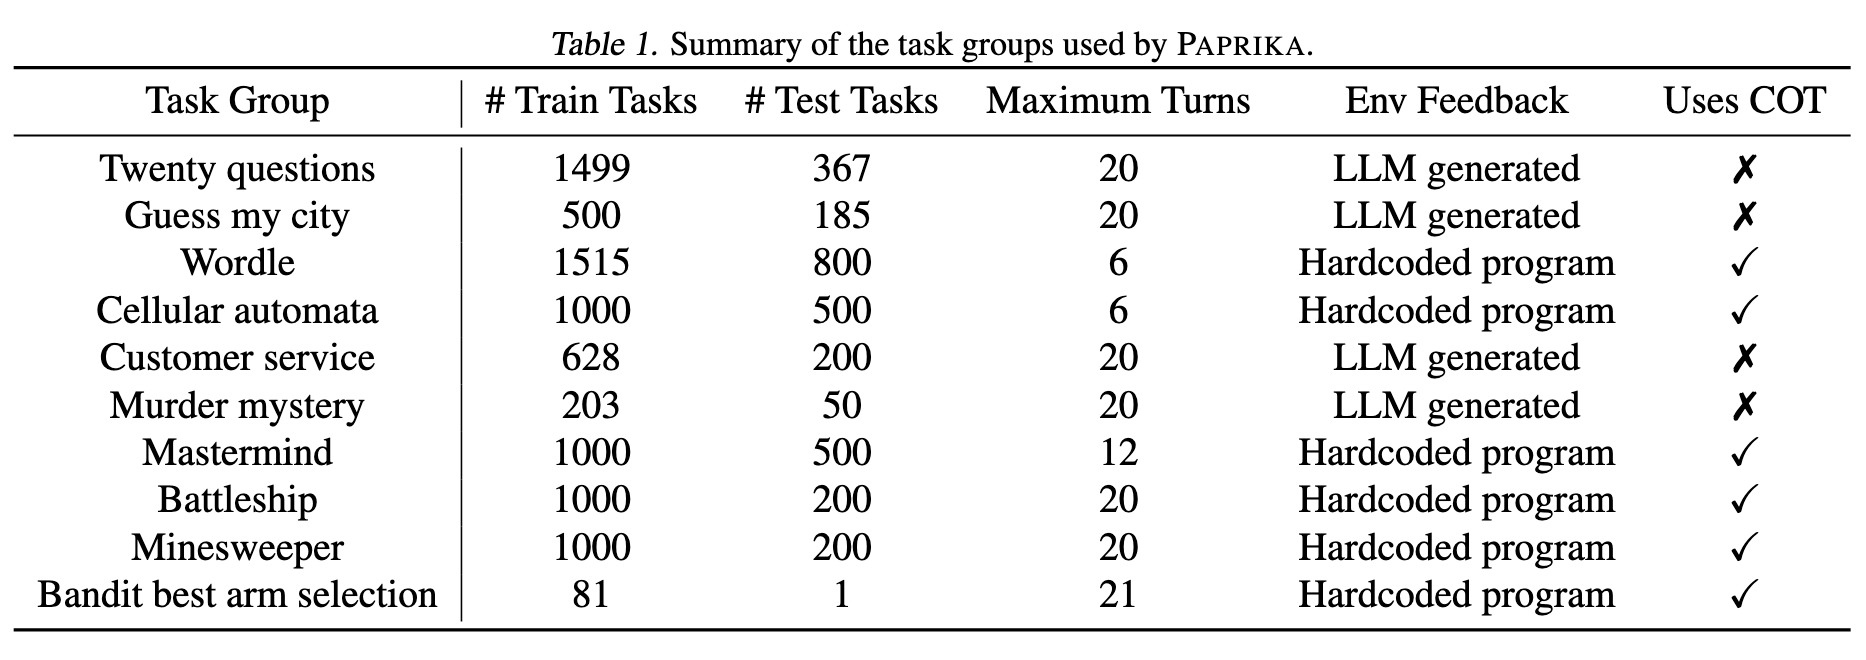 Table 1. Summary of the task groups used by PAPRIKA.
Task Group # Train Tasks # Test Tasks Maximum Turns Env Feedback Uses COT
Twenty questions 1499 367 20 LLM generated ✗
Guess my city 500 185 20 LLM generated ✗
Wordle 1515 800 6 Hardcoded program ✓
Cellular automata 1000 500 6 Hardcoded program ✓
Customer service 628 200 20 LLM generated ✗
Murder mystery 203 50 20 LLM generated ✗
Mastermind 1000 500 12 Hardcoded program ✓
Battleship 1000 200 20 Hardcoded program ✓
Minesweeper 1000 200 20 Hardcoded program ✓
Bandit best arm selection 81 1 21 Hardcoded program ✓